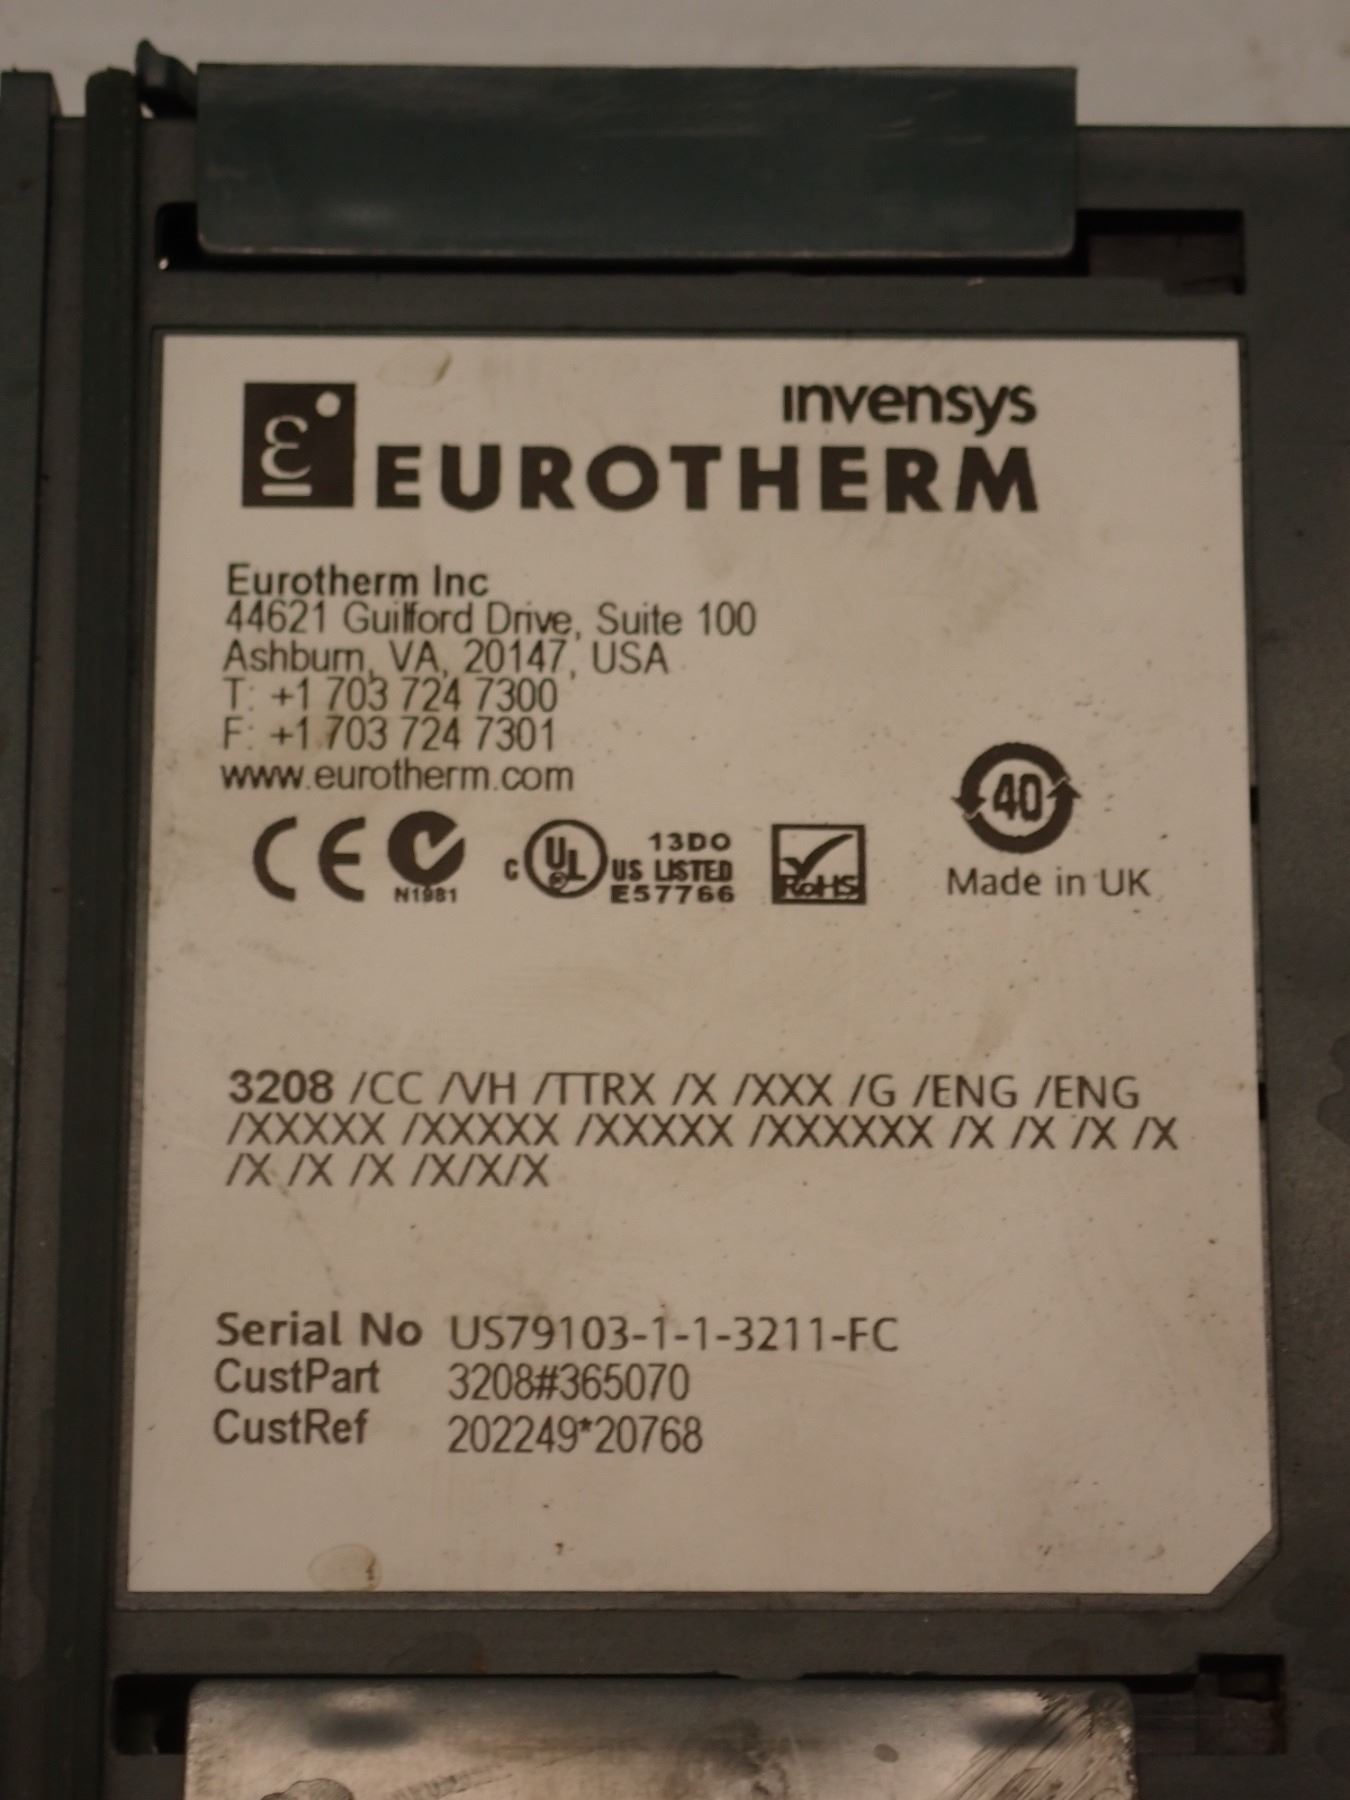 invensys
EUROTHERM
Eurotherm Inc
44621 Guilford Drive, Suite 100
Ashburn, VA, 20147, USA
T: +1 703 724 7300
F: +1 703 724 7301
www.eurotherm.com
40
Made in UK
CE
N1981
C UL US LISTED
13DO
E57766
RoHS
3208 /CC /VH /TTRX /X /XXX /G /ENG /ENG
/XXXXX /XXXXX /XXXXX /XXXXXX /X /X /X /X
/X /X /X /X/X/X
Serial No US79103-1-1-3211-FC
CustPart 3208#365070
CustRef 202249*20768